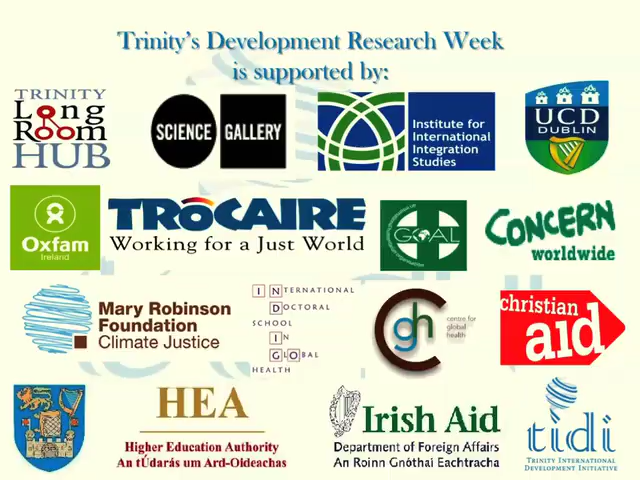 Trinity's Development Research Week
is supported by:
TRINITY
Long
Room
HUB
SCIENCE
GALLERY
Institute for
International
Integration
Studies
UCD
DUBLIN
Oxfam
Ireland
TRÓCAIRE
Working for a Just World
GOAL
CONCERN
worldwide
Mary Robinson
Foundation
Climate Justice
INTERNATIONAL
DOCTORAL
SCHOOL
IN
GLOBAL
HEALTH
cgh
centre for
global
health
christian
aid
HEA
Higher Education Authority
An tÚdarás um Ard-Oideachas
Irish Aid
Department of Foreign Affairs
An Roinn Gnóthaí Eachtracha
tidi
TRINITY INTERNATIONAL
DEVELOPMENT INITIATIVE